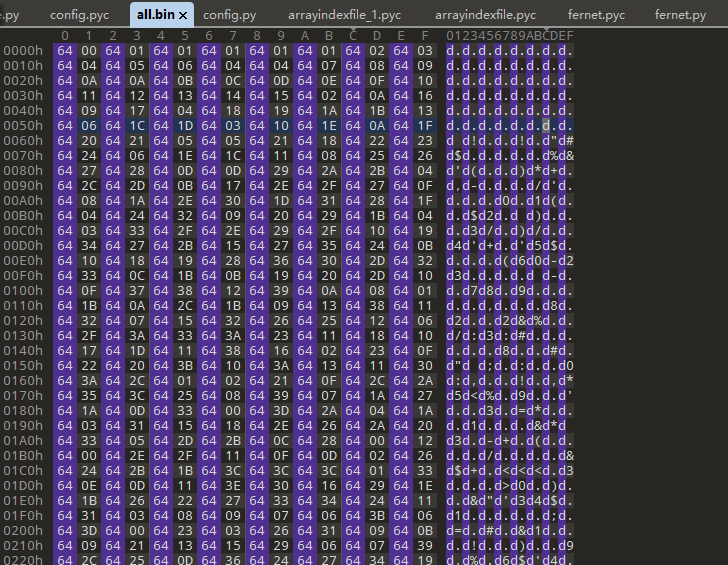 e.py config.pyc all.bin × config.py arrayindexfile_1.pyc arrayindexfile.pyc fernet.pyc fernet.py
0 1 2 3 4 5 6 7 8 9 A B C D E F 0123456789ABCDEF
0000h 64 00 64 01 64 01 64 01 64 01 64 01 64 02 64 03 d.d.d.d.d.d.d.d.
0010h 64 04 64 05 64 06 64 04 64 04 64 07 64 08 64 09 d.d.d.d.d.d.d.d.
0020h 64 0A 64 0A 64 0B 64 0C 64 0D 64 0E 64 0F 64 10 d.d.d.d.d.d.d.d.
0030h 64 11 64 12 64 13 64 14 64 15 64 02 64 0A 64 16 d.d.d.d.d.d.d.d.
0040h 64 09 64 17 64 04 64 18 64 19 64 1A 64 1B 64 13 d.d.d.d.d.d.d.d.
0050h 64 06 64 1C 64 1D 64 03 64 10 64 1E 64 0A 64 1F d.d.d.d.d.d.d.d.
0060h 64 20 64 21 64 05 64 05 64 21 64 18 64 22 64 23 d d!d.d.d!d.d"d#
0070h 64 24 64 06 64 1E 64 1C 64 11 64 08 64 25 64 26 d$d.d.d.d.d.d%d&
0080h 64 27 64 28 64 0D 64 0D 64 29 64 2A 64 2B 64 04 d'd(d.d.d)d*d+d.
0090h 64 2C 64 2D 64 0B 64 17 64 2E 64 2F 64 27 64 0F d,d-d.d.d.d/d'd.
00A0h 64 08 64 1A 64 2E 64 30 64 1D 64 31 64 28 64 1F d.d.d.d0d.d1d(d.
00B0h 64 04 64 24 64 32 64 09 64 20 64 29 64 1B 64 04 d.d$d2d.d d)d.d.
00C0h 64 03 64 33 64 2F 64 2E 64 29 64 2F 64 10 64 19 d.d3d/d.d)d/d.d.
00D0h 64 34 64 27 64 2B 64 15 64 27 64 35 64 24 64 0B d4d'd+d.d'd5d$d.
00E0h 64 10 64 18 64 19 64 28 64 36 64 30 64 2D 64 32 d.d.d.d(d6d0d-d2
00F0h 64 33 64 0C 64 1B 64 0B 64 19 64 20 64 2D 64 10 d3d.d.d.d.d d-d.
0100h 64 0F 64 37 64 38 64 12 64 39 64 0A 64 08 64 01 d.d7d8d.d9d.d.d.
0110h 64 1B 64 0A 64 2C 64 1B 64 09 64 13 64 38 64 11 d.d.d,d.d.d.d8d.
0120h 64 32 64 07 64 15 64 32 64 26 64 25 64 12 64 06 d2d.d.d2d&d%d.d.
0130h 64 2F 64 3A 64 33 64 3A 64 23 64 11 64 18 64 10 d/d:d3d:d#d.d.d.
0140h 64 17 64 1D 64 11 64 38 64 16 64 02 64 23 64 0F d.d.d.d8d.d.d#d.
0150h 64 22 64 20 64 3B 64 10 64 3A 64 13 64 11 64 30 d"d d;d.d:d.d.d0
0160h 64 3A 64 2C 64 01 64 02 64 21 64 0F 64 2C 64 2A d:d,d.d.d!d.d,d*
0170h 64 35 64 3C 64 25 64 08 64 39 64 07 64 1A 64 27 d5d<d%d.d9d.d.d'
0180h 64 1A 64 0D 64 33 64 00 64 3D 64 2A 64 04 64 1A d.d.d3d.d=d*d.d.
0190h 64 03 64 31 64 15 64 18 64 2E 64 26 64 2A 64 20 d.d1d.d.d.d&d*d
01A0h 64 33 64 05 64 2D 64 2B 64 0C 64 28 64 00 64 12 d3d.d-d+d.d(d.d.
01B0h 64 00 64 2E 64 2F 64 11 64 0F 64 0D 64 02 64 26 d.d.d/d.d.d.d.d&
01C0h 64 24 64 2B 64 1B 64 3C 64 3C 64 3C 64 01 64 33 d$d+d.d<d<d<d.d3
01D0h 64 0E 64 0D 64 11 64 3E 64 30 64 16 64 29 64 1E d.d.d.d>d0d.d)d.
01E0h 64 1B 64 26 64 22 64 27 64 33 64 34 64 24 64 11 d.d&d"d'd3d4d$d.
01F0h 64 31 64 03 64 08 64 09 64 07 64 06 64 3B 64 06 d1d.d.d.d.d.d;d.
0200h 64 3D 64 00 64 23 64 03 64 26 64 31 64 09 64 0B d=d.d#d.d&d1d.d.
0210h 64 09 64 21 64 13 64 15 64 29 64 06 64 07 64 39 d.d!d.d.d)d.d.d9
0220h 64 2C 64 25 64 0D 64 36 64 24 64 27 64 34 64 19 d,d%d.d6d$d'd4d.